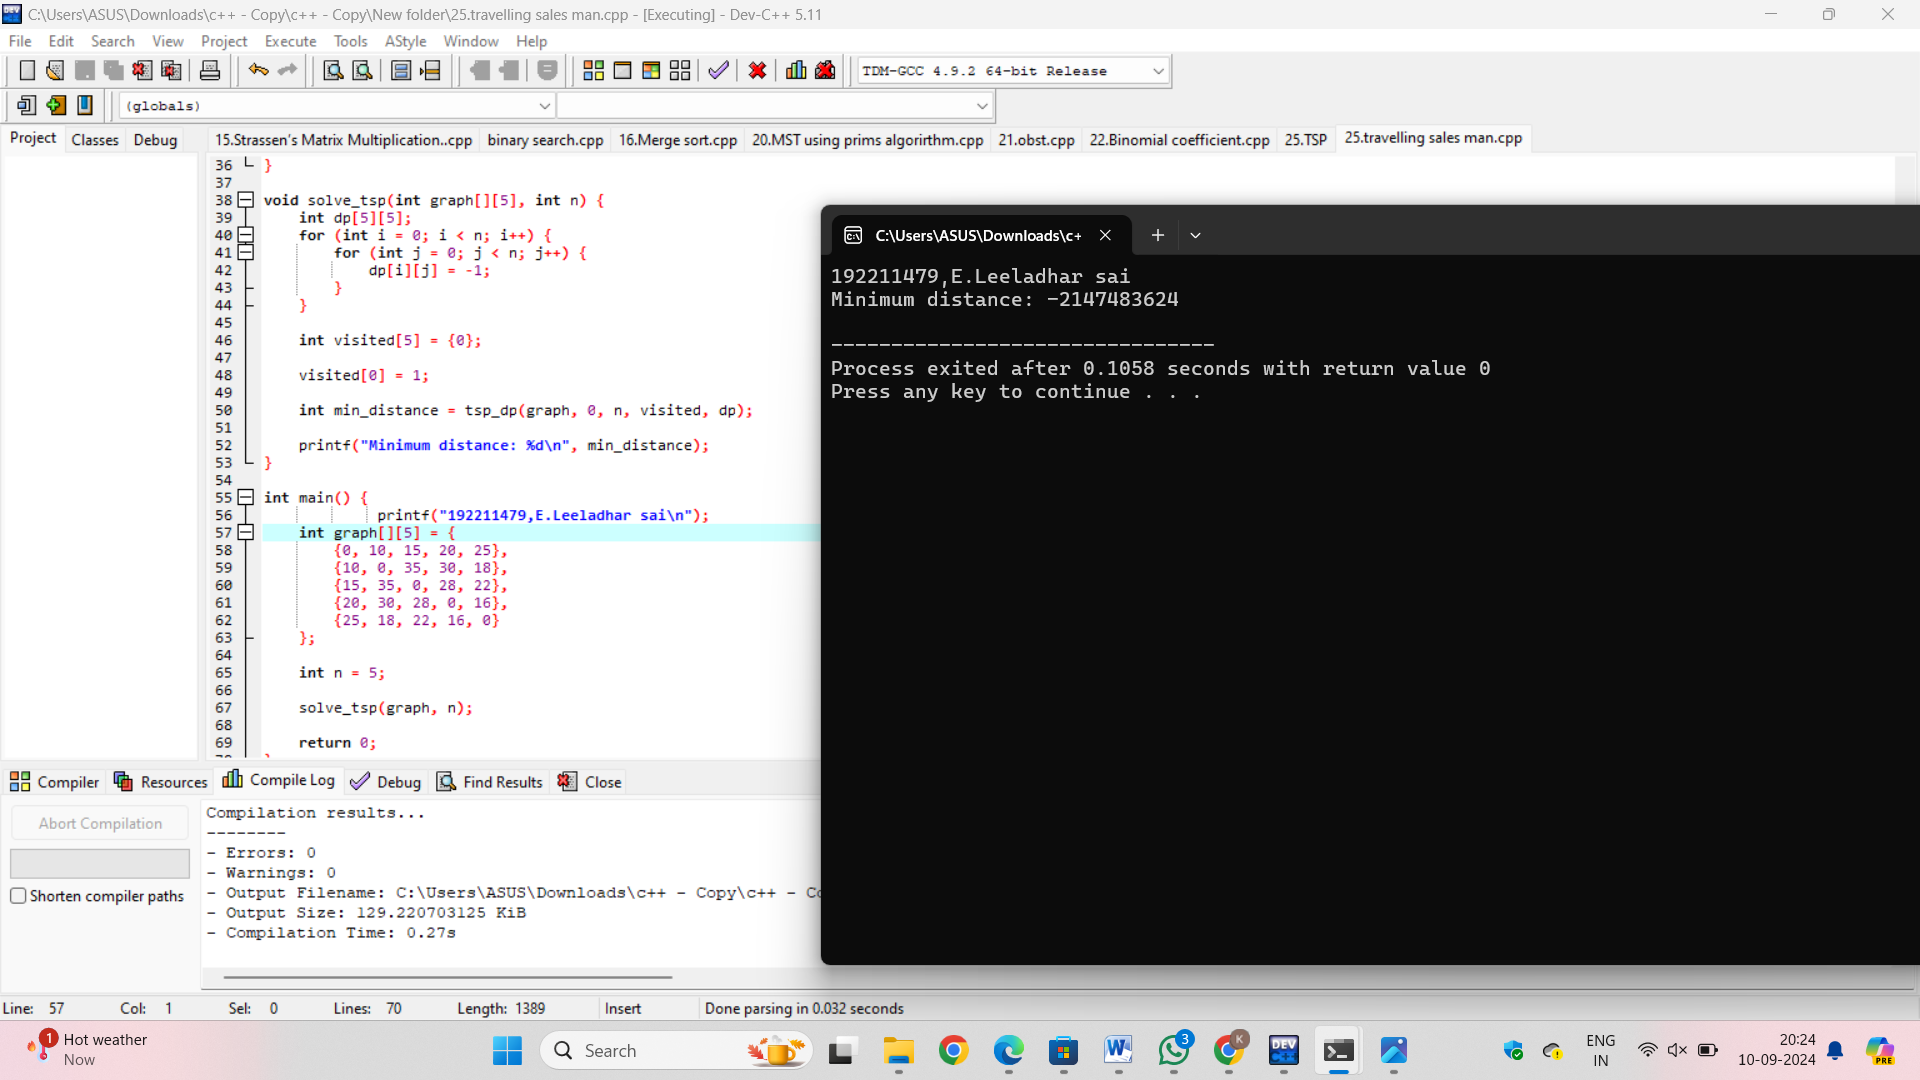 C:\Users\ASUS\Downloads\c++ - Copy\c++ - Copy\New folder\25.travelling sales man.cpp - [Executing] - Dev-C++ 5.11
File Edit Search View Project Execute Tools AStyle Window Help
TDM-GCC 4.9.2 64-bit Release
(globals)
Project Classes Debug
15.Strassen's Matrix Multiplication..cpp binary search.cpp 16.Merge sort.cpp 20.MST using prims algorithm.cpp 21.obst.cpp 22.Binomial coefficient.cpp 25.TSP 25.travelling sales man.cpp
36 }
37
38 void solve_tsp(int graph[][5], int n) {
39 int dp[5][5];
40 for (int i = 0; i < n; i++) {
41 for (int j = 0; j < n; j++) {
42 dp[i][j] = -1;
43 }
44 }
45
46 int visited[5] = {0};
47
48 visited[0] = 1;
49
50 int min_distance = tsp_dp(graph, 0, n, visited, dp);
51
52 printf("Minimum distance: %d\n", min_distance);
53 }
54
55 int main() {
56 printf("192211479,E.Leeladhar sai\n");
57 int graph[][5] = {
58 {0, 10, 15, 20, 25},
59 {10, 0, 35, 30, 18},
60 {15, 35, 0, 28, 22},
61 {20, 30, 28, 0, 16},
62 {25, 18, 22, 16, 0}
63 };
64
65 int n = 5;
66
67 solve_tsp(graph, n);
68
69 return 0;
C:\Users\ASUS\Downloads\c+
192211479,E.Leeladhar sai
Minimum distance: -2147483624
--------------------------------
Process exited after 0.1058 seconds with return value 0
Press any key to continue . . .
Compiler Resources Compile Log Debug Find Results Close
Abort Compilation
Shorten compiler paths
Compilation results...
--------
- Errors: 0
- Warnings: 0
- Output Filename: C:\Users\ASUS\Downloads\c++ - Copy\c++ - Co
- Output Size: 129.220703125 KiB
- Compilation Time: 0.27s
Line: 57 Col: 1 Sel: 0 Lines: 70 Length: 1389 Insert Done parsing in 0.032 seconds
1
Hot weather
Now
Search
DEV
3
K
ENG
IN
20:24
10-09-2024
PRE